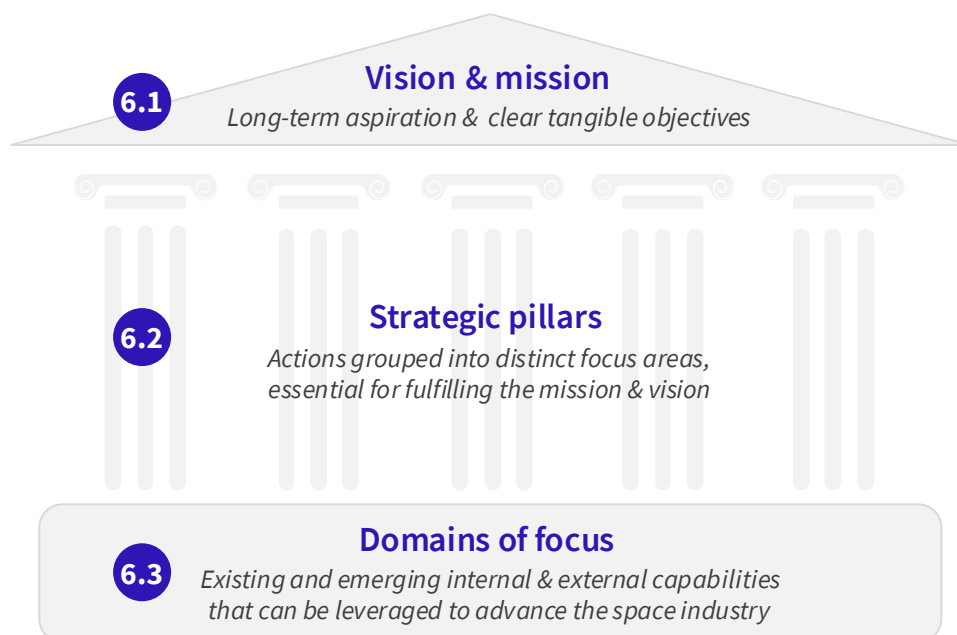 6.1
Vision & mission
Long-term aspiration & clear tangible objectives
6.2
Strategic pillars
Actions grouped into distinct focus areas,
essential for fulfilling the mission & vision
6.3
Domains of focus
Existing and emerging internal & external capabilities
that can be leveraged to advance the space industry